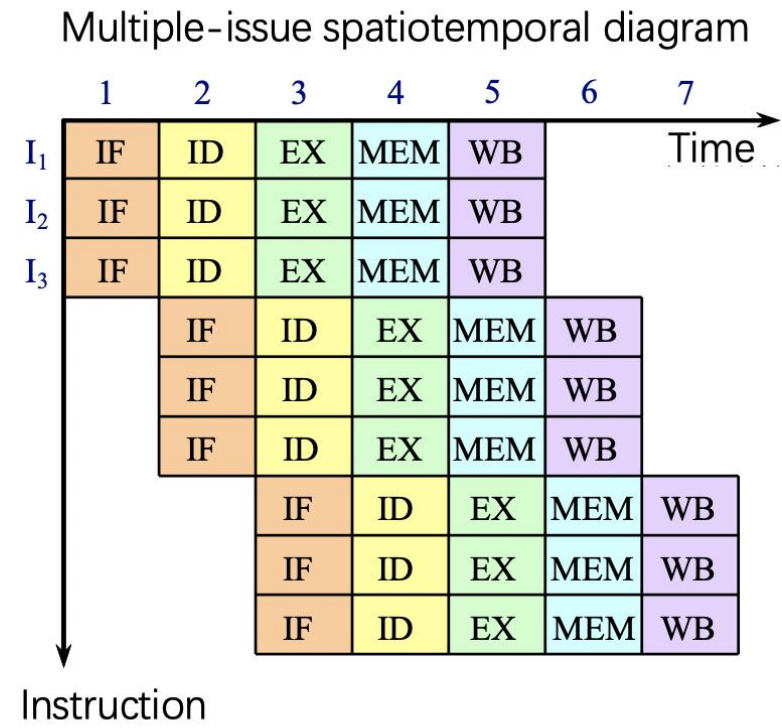 Multiple-issue spatiotemporal diagram
1 2 3 4 5 6 7
Time
I₁ IF ID EX MEM WB
I₂ IF ID EX MEM WB
I₃ IF ID EX MEM WB
IF ID EX MEM WB
IF ID EX MEM WB
IF ID EX MEM WB
IF ID EX MEM WB
IF ID EX MEM WB
IF ID EX MEM WB
Instruction